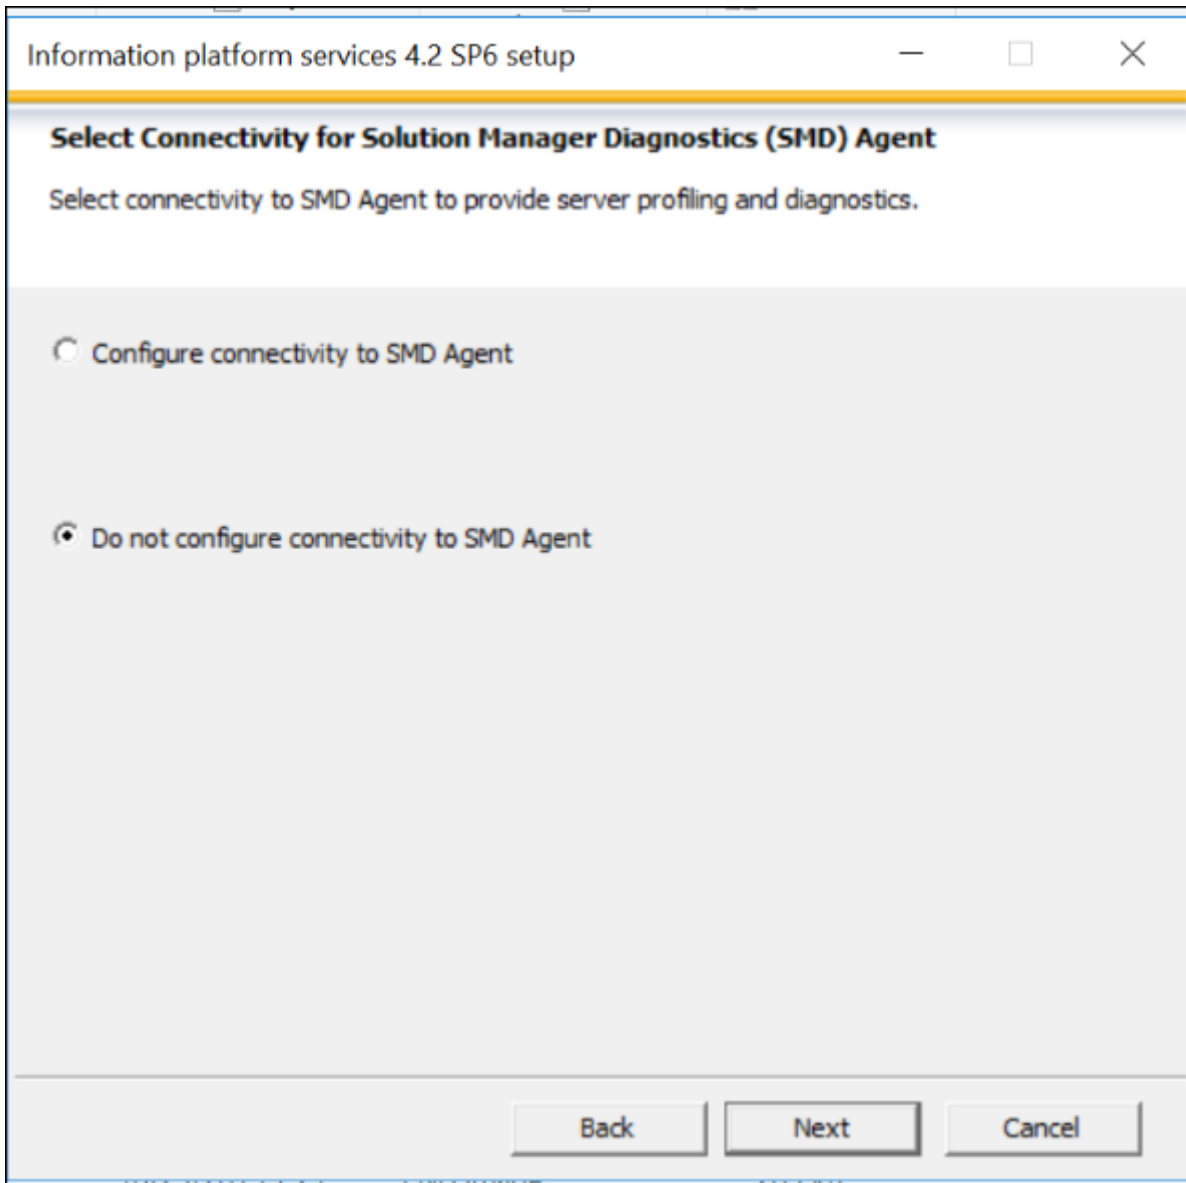 Information platform services 4.2 SP6 setup
Select Connectivity for Solution Manager Diagnostics (SMD) Agent
Select connectivity to SMD Agent to provide server profiling and diagnostics.
Configure connectivity to SMD Agent
Do not configure connectivity to SMD Agent
Back Next Cancel